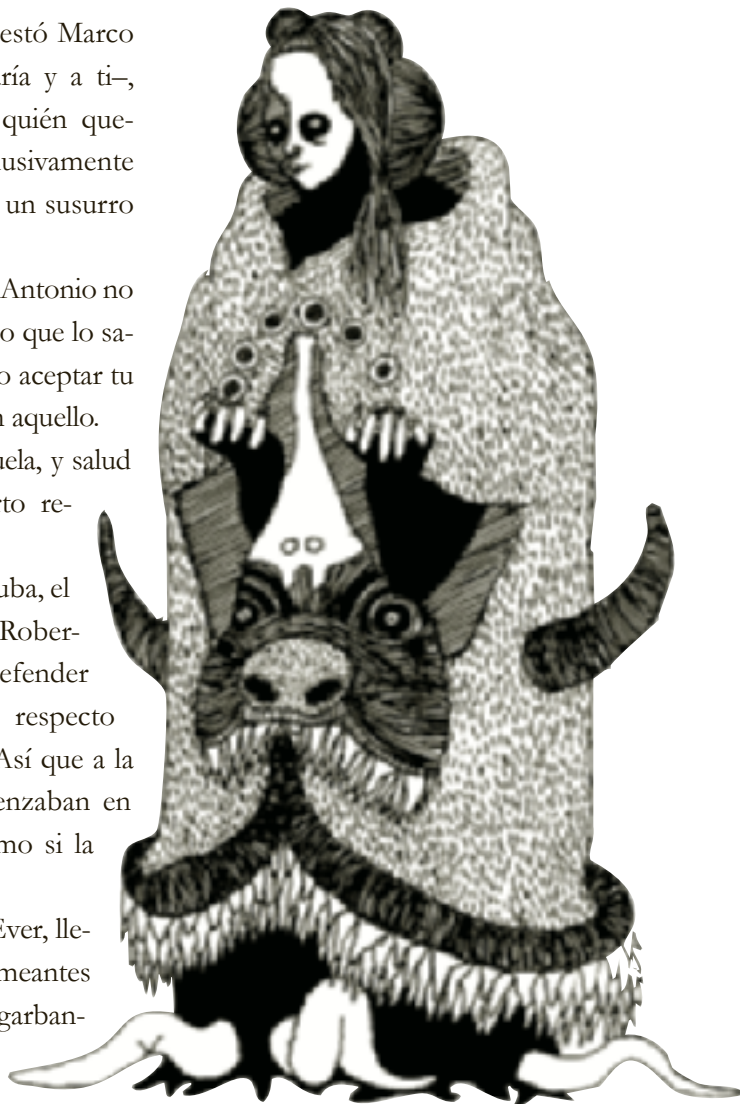 estó Marco
ría y a ti–,
quién que-
lusivamente
un susurro
Antonio no
o que lo sa-
o aceptar tu
n aquello.
uela, y salud
rto re-
uba, el
Rober-
efender
respecto
Así que a la
enzaban en
mo si la
Ever, lle-
meantes
garban-